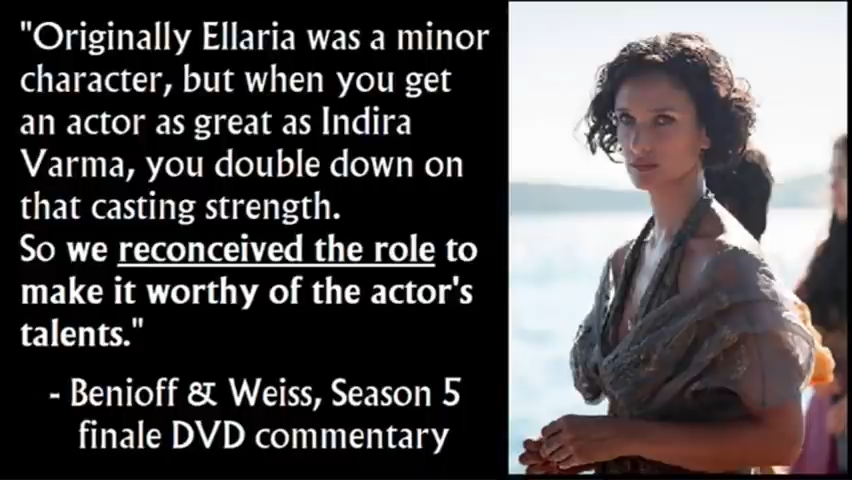 "Originally Ellaria was a minor
character, but when you get
an actor as great as Indira
Varma, you double down on
that casting strength.
So we reconceived the role to
make it worthy of the actor's
talents."
- Benioff & Weiss, Season 5
finale DVD commentary